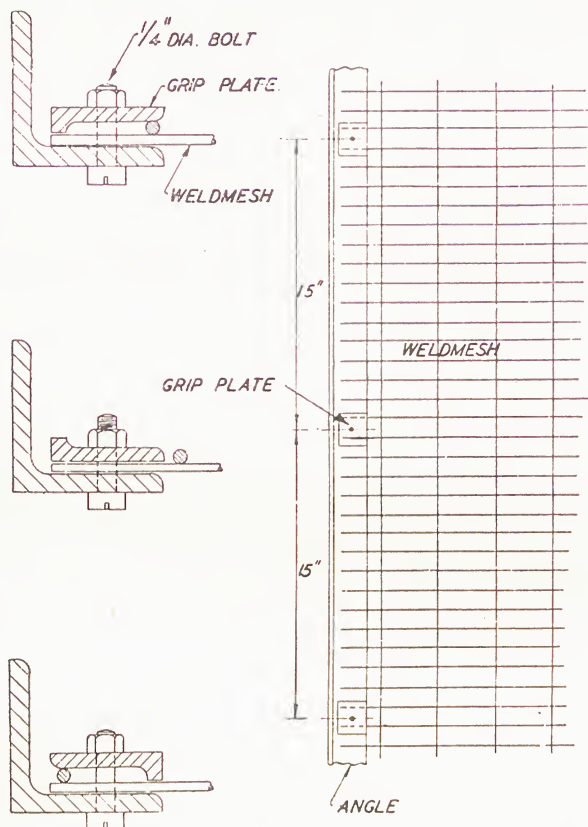 1/4" DIA. BOLT
GRIP PLATE.
WELDMESH
15"
WELDMESH
GRIP PLATE
15"
ANGLE